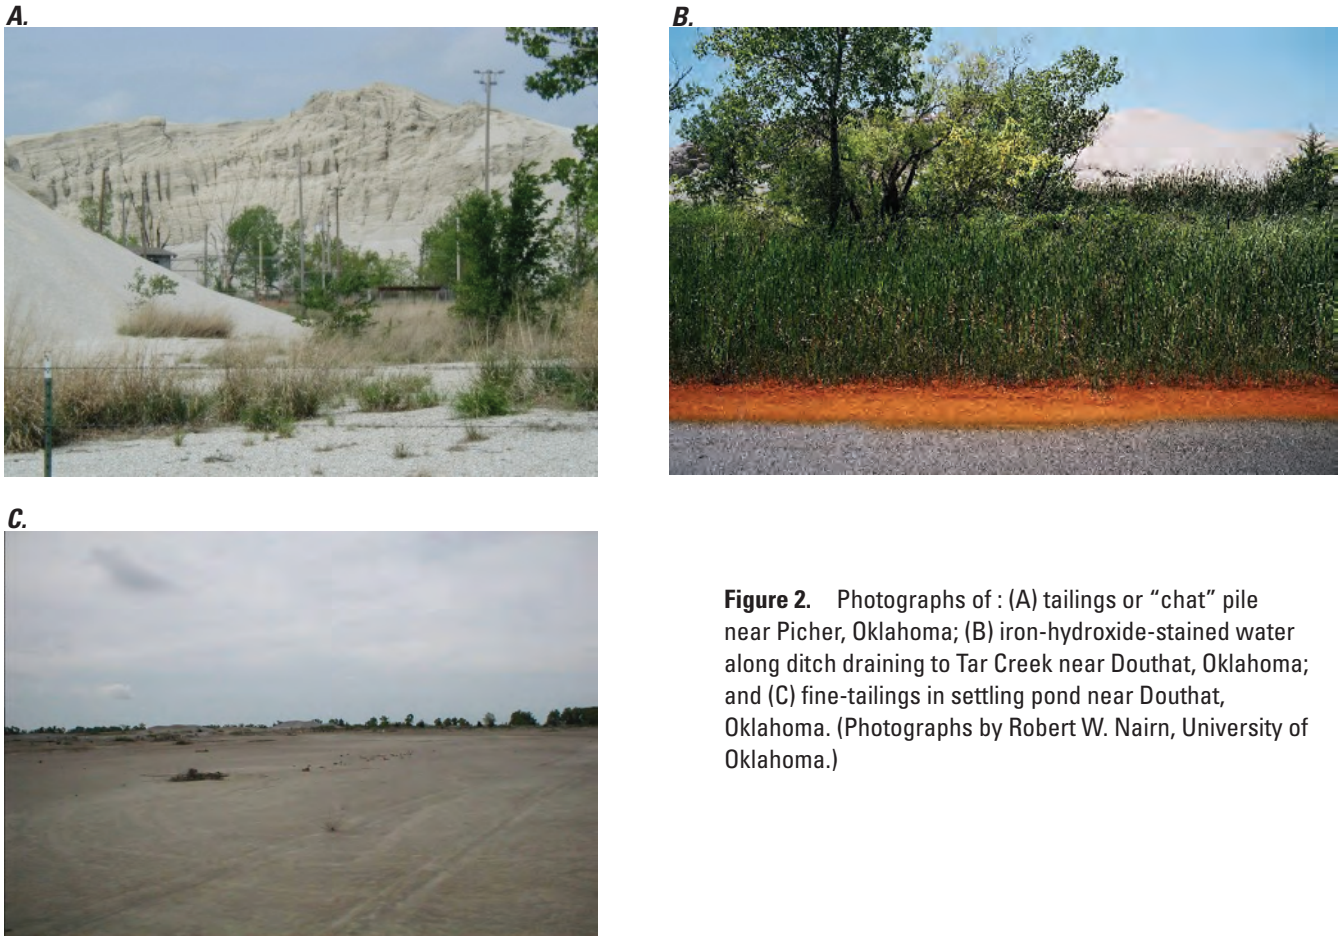 A.
B.
C.
Figure 2. Photographs of : (A) tailings or “chat” pile
near Picher, Oklahoma; (B) iron-hydroxide-stained water
along ditch draining to Tar Creek near Douthat, Oklahoma;
and (C) fine-tailings in settling pond near Douthat,
Oklahoma. (Photographs by Robert W. Nairn, University of
Oklahoma.)